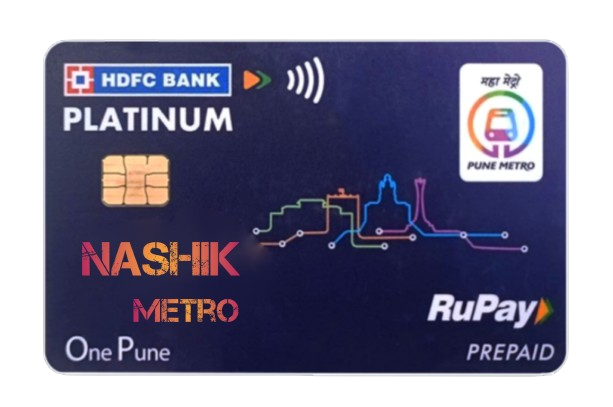 HDFC BANK
महा मेट्रो
PLATINUM
PUNE METRO
NASHIK
METRO
RuPay
One Pune
PREPAID